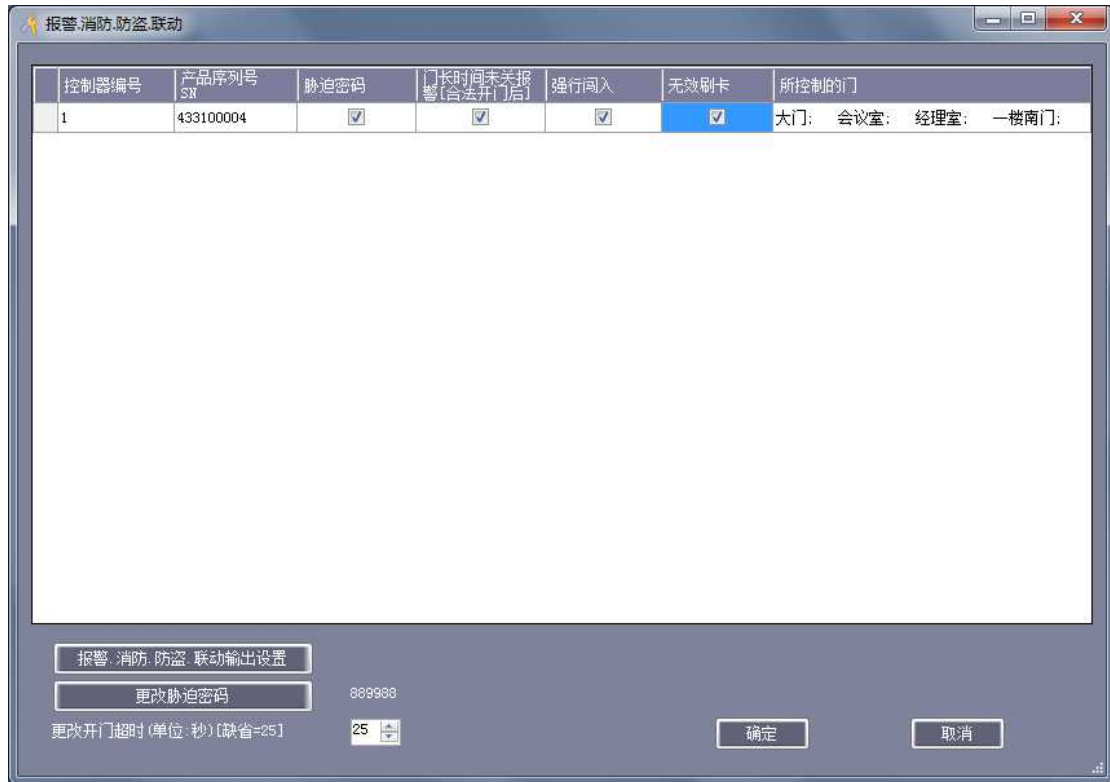 报警.消防.防盗.联动
控制器编号 产品序列号 SN 胁迫密码 门长时间未关报警[合法开门后] 强行闯入 无效刷卡 所控制的门
1 433100004 大门; 会议室; 经理室; 一楼南门;
报警.消防.防盗.联动输出设置
更改胁迫密码 889988
更改开门超时(单位:秒)[缺省=25] 25 确定 取消